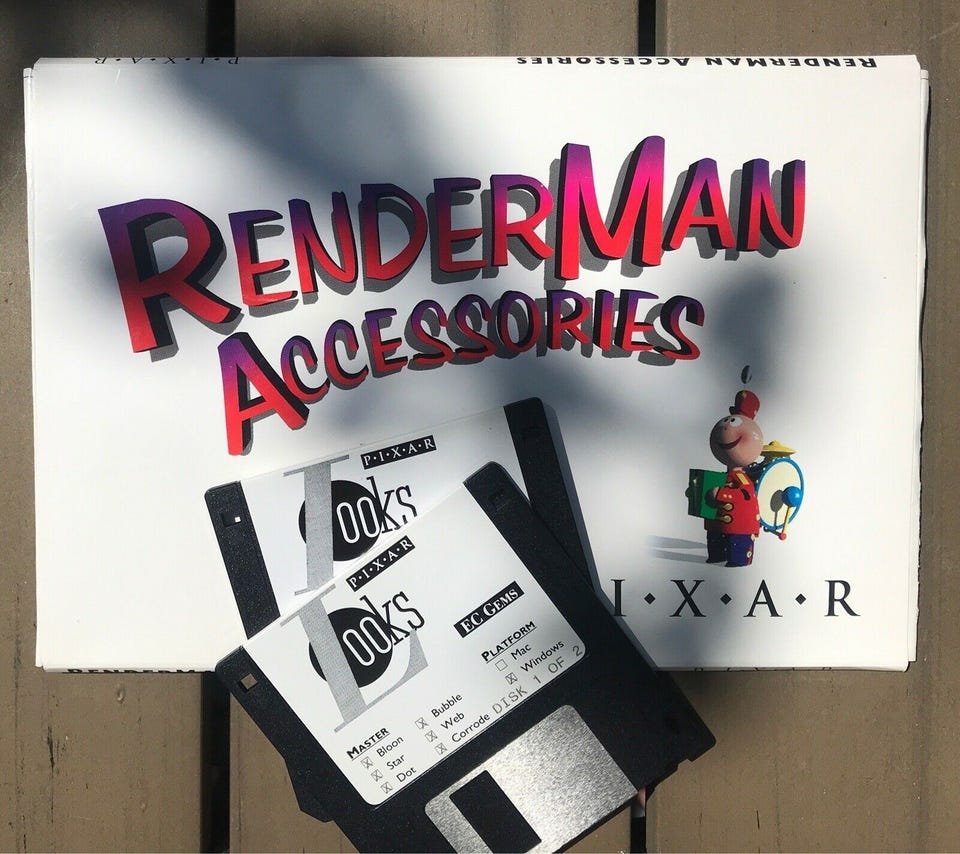 P·I·X·A·R
RENDERMAN ACCESSORIES
RENDERMAN
ACCESSORIES
I·X·A·R
P·I·X·A·R
Looks
P·I·X·A·R
Looks
EC GEMS
PLATFORM
Mac
Windows
MASTER
Bloon
Star
Dot
Bubble
Web
Corrode
DISK 1 OF 2